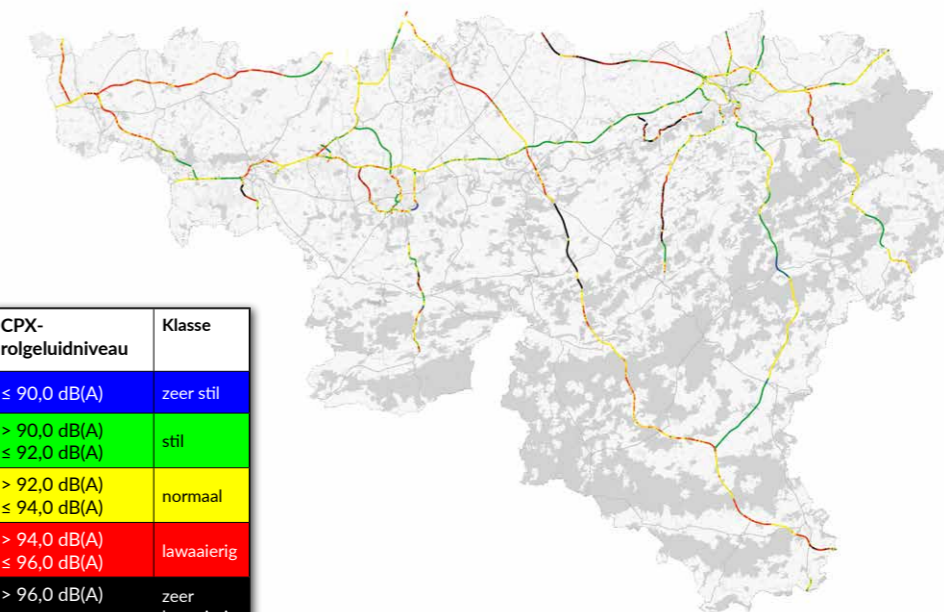 CPX-
rolgeluidniveau
Klasse
≤ 90,0 dB(A)
zeer stil
> 90,0 dB(A)
≤ 92,0 dB(A)
stil
> 92,0 dB(A)
≤ 94,0 dB(A)
normaal
> 94,0 dB(A)
≤ 96,0 dB(A)
lawaaierig
> 96,0 dB(A)
zeer